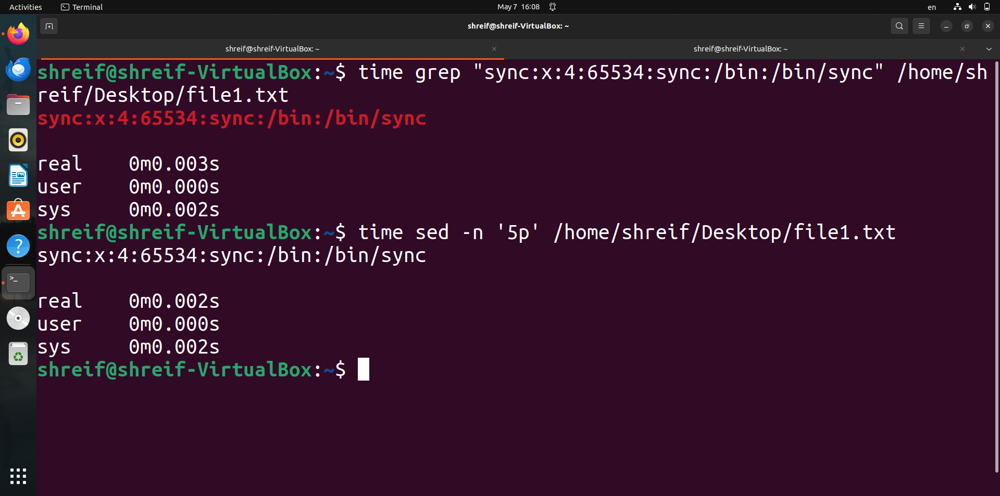 Activities Terminal May 7 16:08 en
shreif@shreif-VirtualBox: ~
shreif@shreif-VirtualBox: ~ shreif@shreif-VirtualBox: ~
shreif@shreif-VirtualBox:~$ time grep "sync:x:4:65534:sync:/bin:/bin/sync" /home/sh
reif/Desktop/file1.txt
sync:x:4:65534:sync:/bin:/bin/sync
real 0m0.003s
user 0m0.000s
sys 0m0.002s
shreif@shreif-VirtualBox:~$ time sed -n '5p' /home/shreif/Desktop/file1.txt
sync:x:4:65534:sync:/bin:/bin/sync
real 0m0.002s
user 0m0.000s
sys 0m0.002s
shreif@shreif-VirtualBox:~$